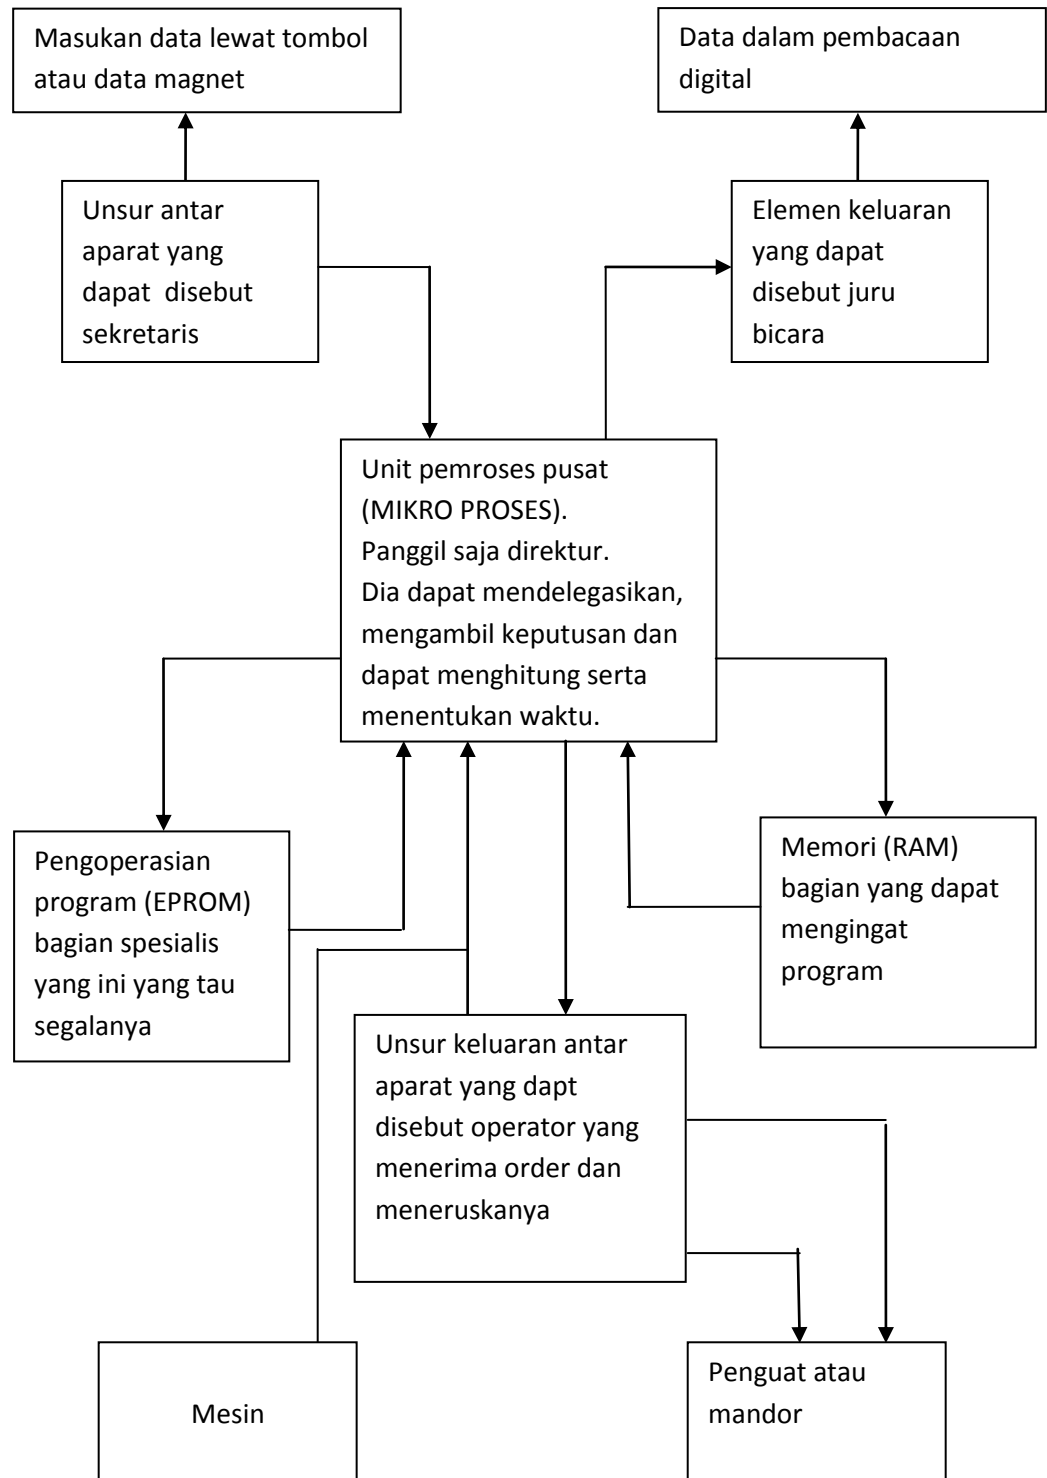 Masukan data lewat tombol
atau data magnet
Data dalam pembacaan
digital
Unsur antar
aparat yang
dapat disebut
sekretaris
Elemen keluaran
yang dapat
disebut juru
bicara
Unit pemroses pusat
(MIKRO PROSES).
Panggil saja direktur.
Dia dapat mendelegasikan,
mengambil keputusan dan
dapat menghitung serta
menentukan waktu.
Pengoperasian
program (EPROM)
bagian spesialis
yang ini yang tau
segalanya
Memori (RAM)
bagian yang dapat
mengingat
program
Unsur keluaran antar
aparat yang dapt
disebut operator yang
menerima order dan
meneruskanya
Mesin
Penguat atau
mandor